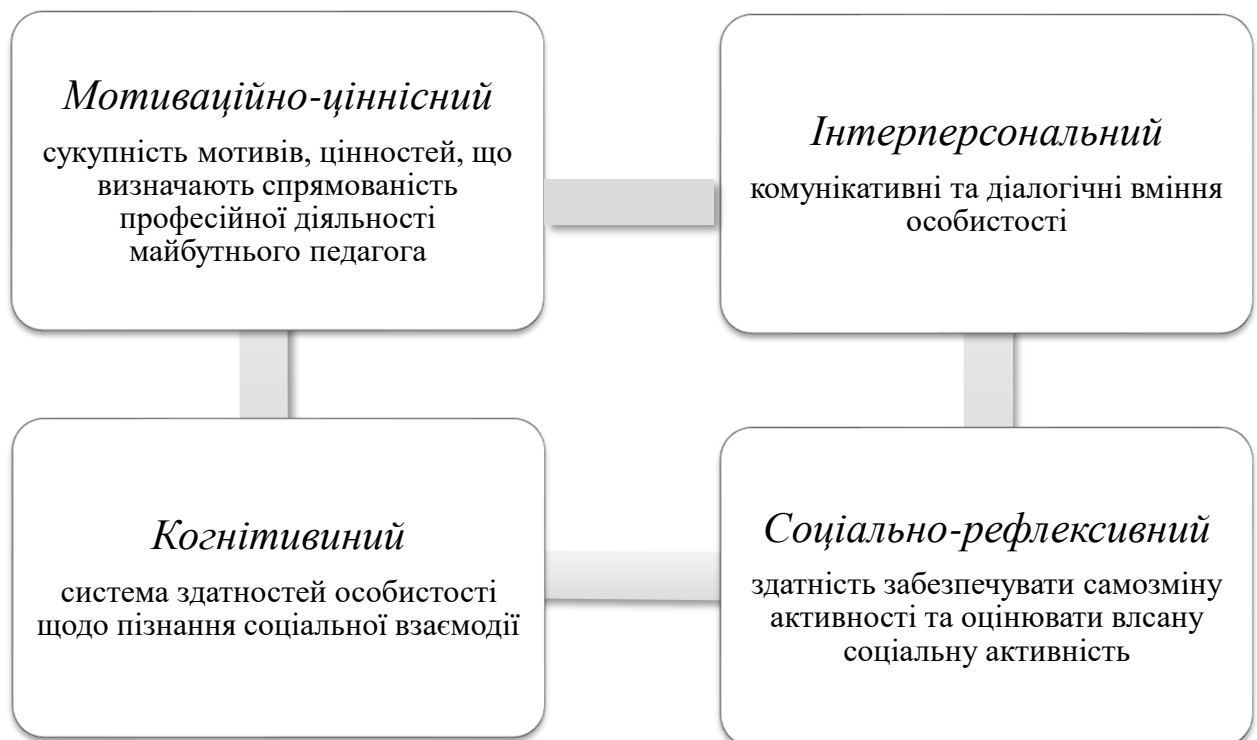 Мотиваційно-ціннісний
сукупність мотивів, цінностей, що
визначають спрямованість
професійної діяльності
майбутнього педагога
Інтерперсональний
комунікативні та діалогічні вміння
особистості
Когнітивиний
система здатностей особистості
щодо пізнання соціальної взаємодії
Соціально-рефлексивний
здатність забезпечувати самозміну
активності та оцінювати влсану
соціальну активність